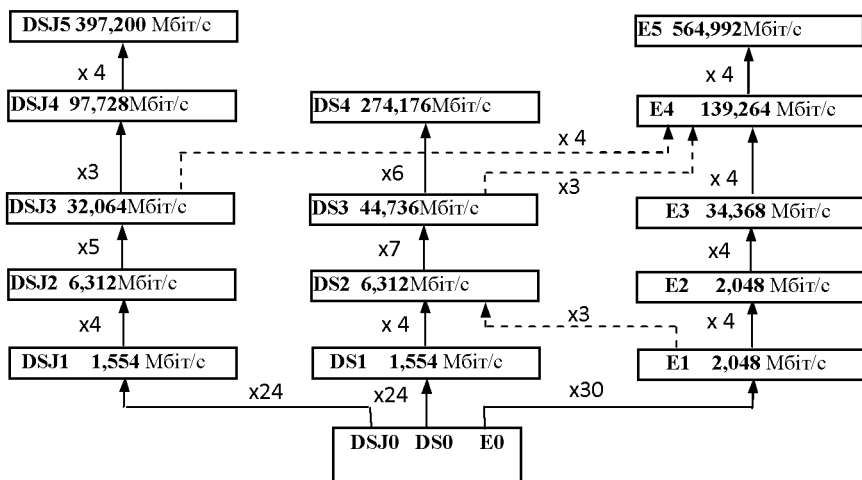 DSJ5 397,200 Мбіт/с
E5 564,992Мбіт/с
x 4
x 4
DSJ4 97,728Мбіт/с
DS4 274,176Мбіт/с
E4 139,264 Мбіт/с
x 4
x3
x6
x3
x 4
DSJ3 32,064Мбіт/с
DS3 44,736Мбіт/с
E3 34,368 Мбіт/с
x5
x7
x4
DSJ2 6,312Мбіт/с
DS2 6,312Мбіт/с
E2 2,048 Мбіт/с
x4
x 4
x3
x 4
DSJ1 1,554 Мбіт/с
DS1 1,554 Мбіт/с
E1 2,048 Мбіт/с
x24
x24
x30
DSJ0 DS0 E0